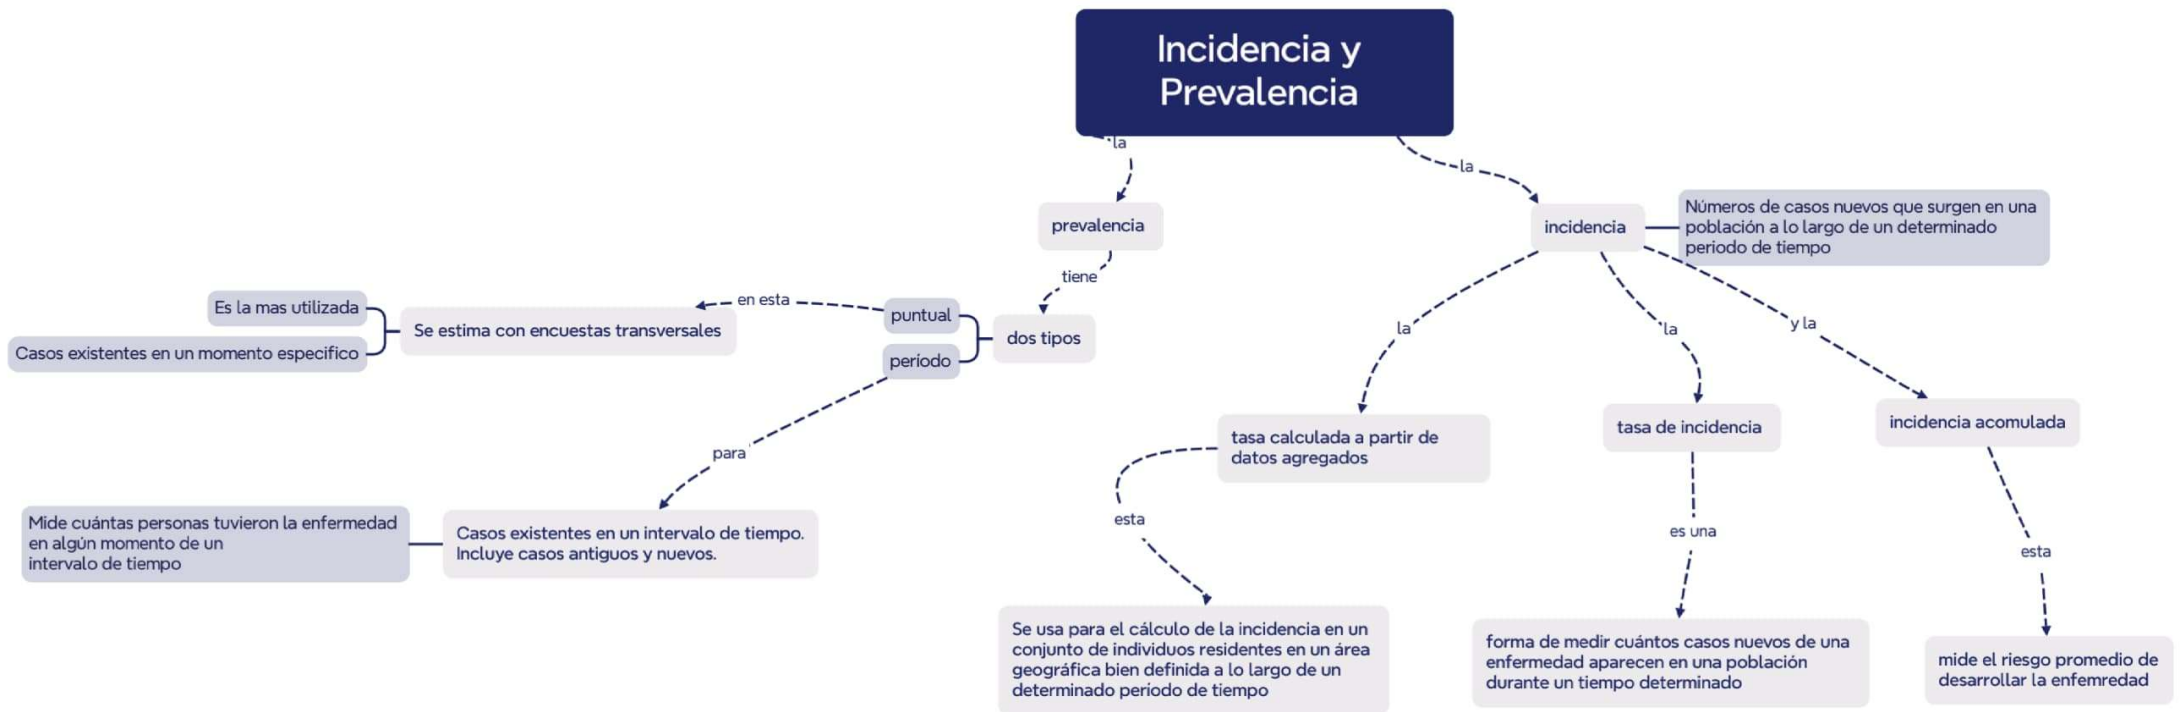 Incidencia y
Prevalencia
la
la
prevalencia
incidencia
Números de casos nuevos que surgen en una
población a lo largo de un determinado
periodo de tiempo
tiene
Es la mas utilizada
Casos existentes en un momento especifico
Se estima con encuestas transversales
en esta
puntual
período
dos tipos
la
la
y la
tasa calculada a partir de
datos agregados
tasa de incidencia
incidencia acumulada
para
Mide cuántas personas tuvieron la enfermedad
en algún momento de un
intervalo de tiempo
Casos existentes en un intervalo de tiempo.
Incluye casos antiguos y nuevos.
esta
es una
esta
Se usa para el cálculo de la incidencia en un
conjunto de individuos residentes en un área
geográfica bien definida a lo largo de un
determinado período de tiempo
forma de medir cuántos casos nuevos de una
enfermedad aparecen en una población
durante un tiempo determinado
mide el riesgo promedio de
desarrollar la enfemredad